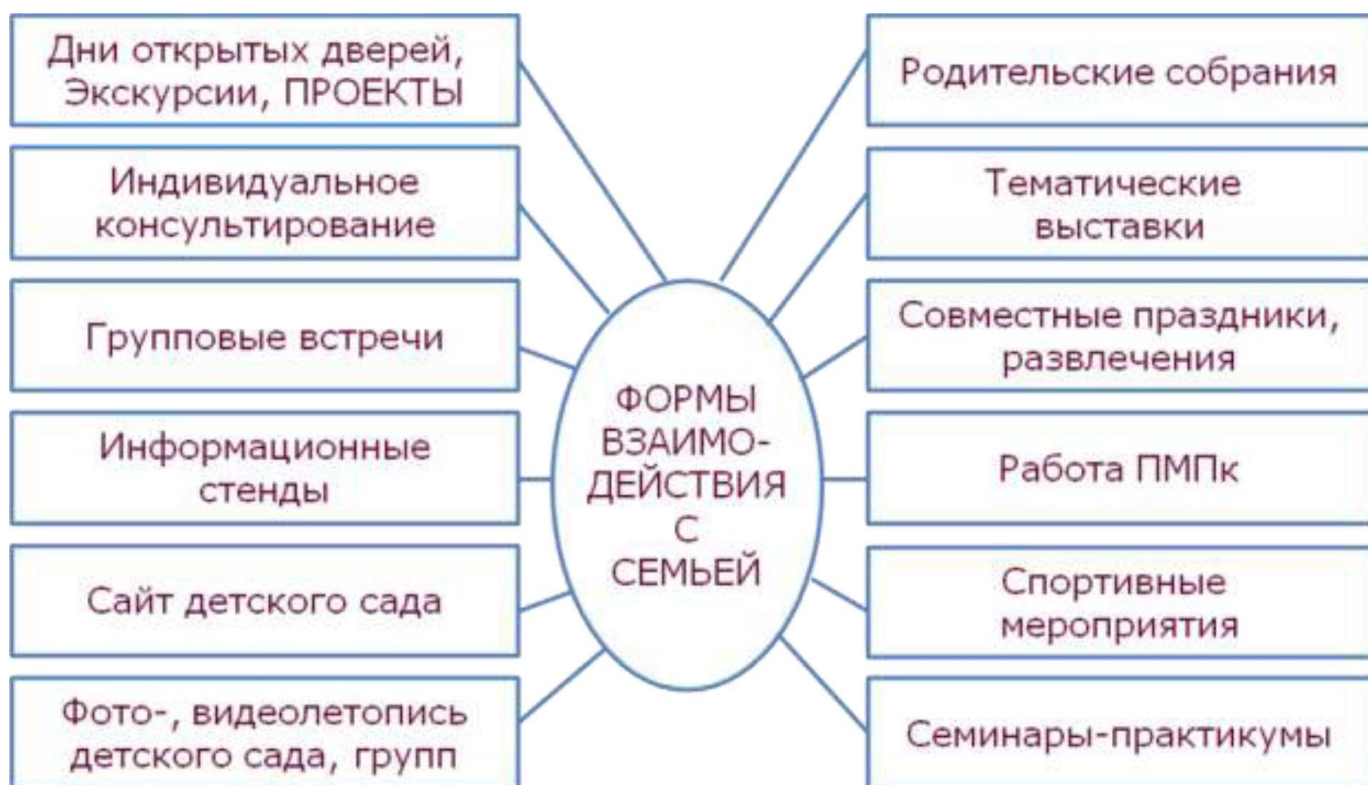 Дни открытых дверей,
Экскурсии, ПРОЕКТЫ
Индивидуальное
консультирование
Групповые встречи
Информационные
стенды
Сайт детского сада
Фото-, видеолетопись
детского сада, групп
ФОРМЫ
ВЗАИМО-
ДЕЙСТВИЯ
С
СЕМЬЕЙ
Родительские собрания
Тематические
выставки
Совместные праздники,
развлечения
Работа ПМПк
Спортивные
мероприятия
Семинары-практикумы